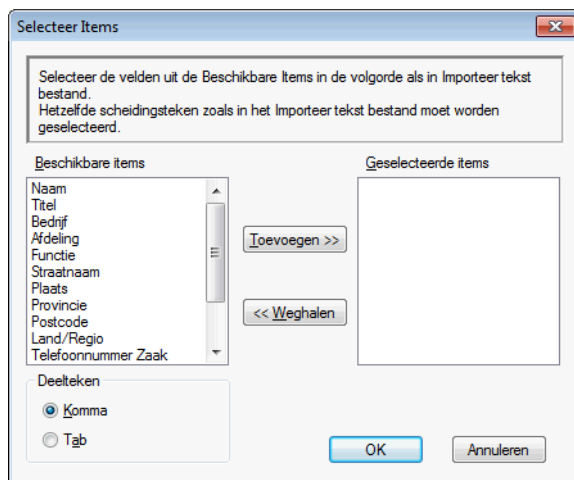 Selecteer Items
Selecteer de velden uit de Beschikbare Items in de volgorde als in Importeer tekst
bestand.
Hetzelfde scheidingsteken zoals in het Importeer tekst bestand moet worden
geselecteerd.
Beschikbare items
Geselecteerde items
Naam
Titel
Bedrijf
Afdeling
Functie
Straatnaam
Plaats
Provincie
Postcode
Land/Regio
Telefoonnummer Zaak
Toevoegen >>
<< Weghalen
Deelteken
Komma
Tab
OK
Annuleren